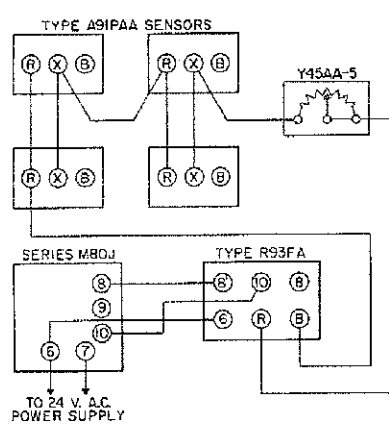 TYPE A91PAA SENSORS
R X B R X B
Y45AA-5
R X B R X B
SERIES M80J TYPE R93FA
8 8 10 B
9
10 6 R B
6 7
TO 24 V. A.C.
POWER SUPPLY